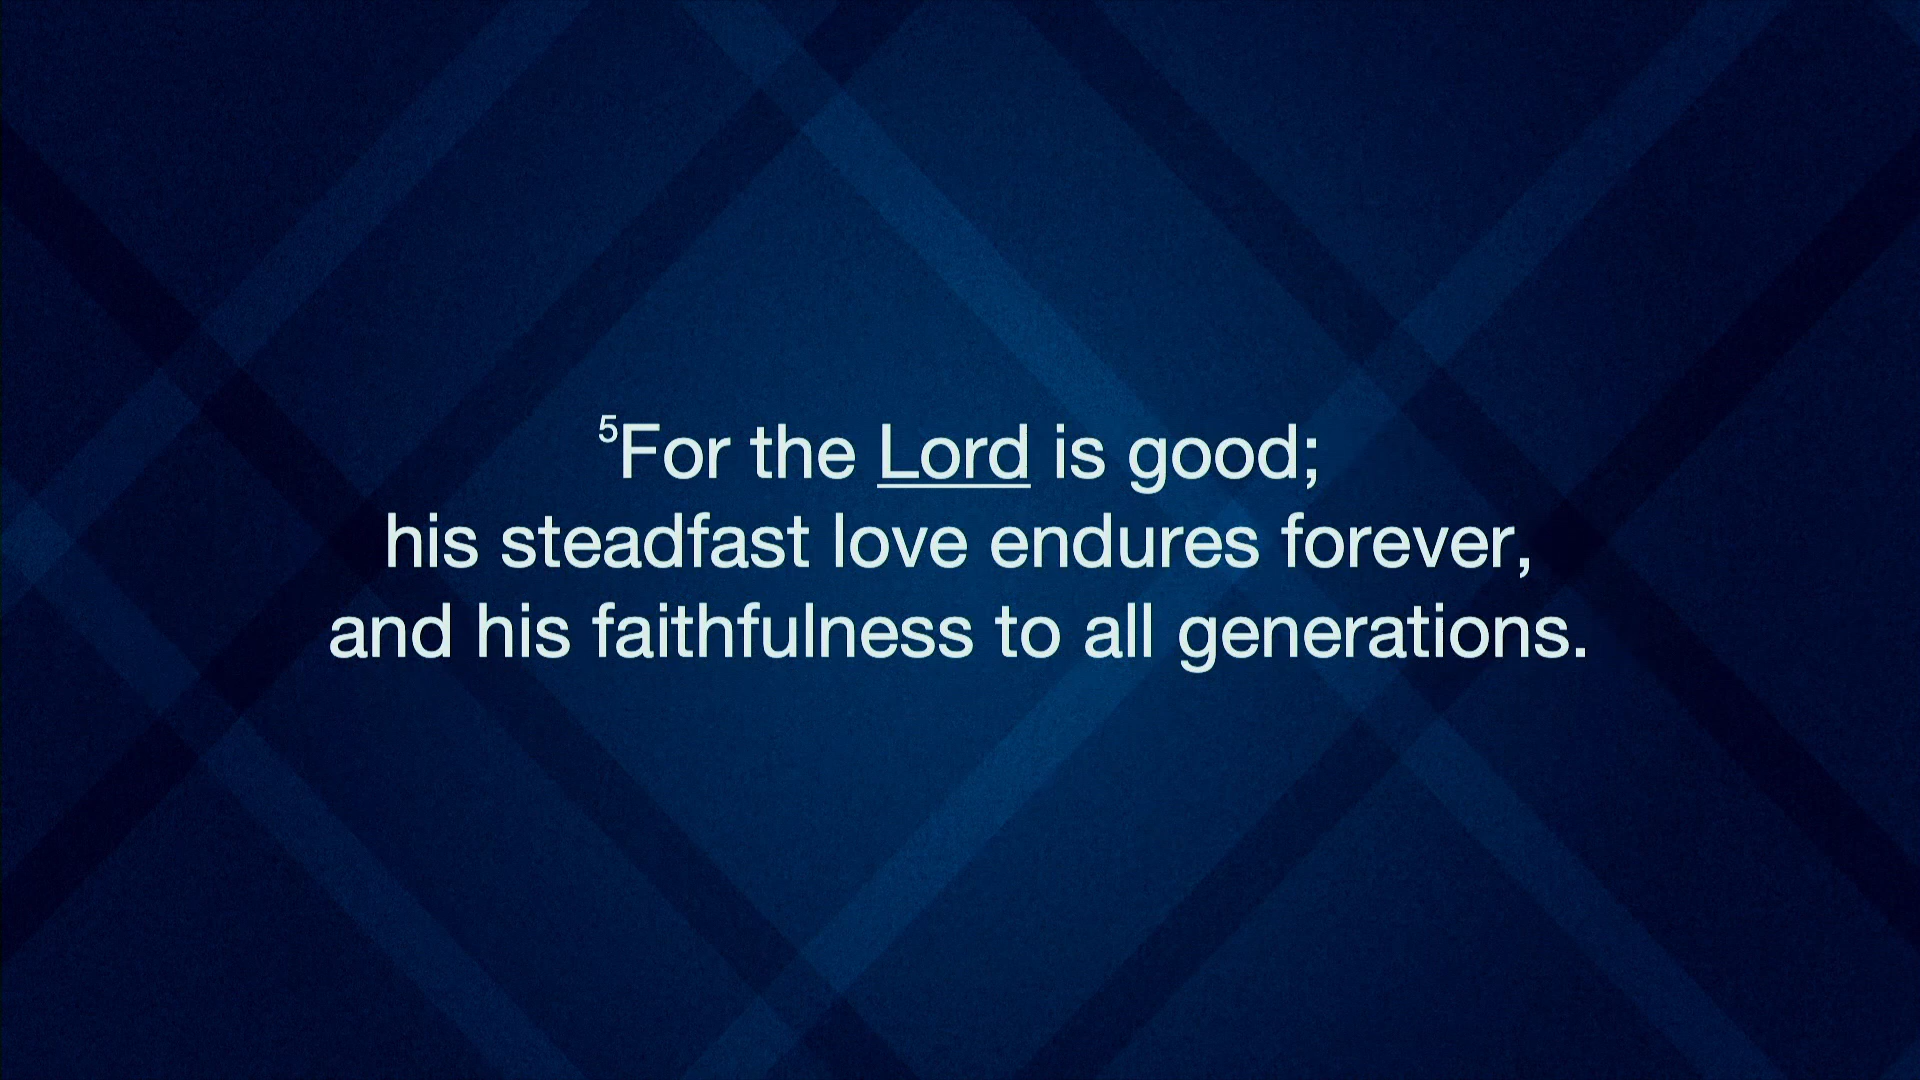 ⁵For the Lord is good;
his steadfast love endures forever,
and his faithfulness to all generations.